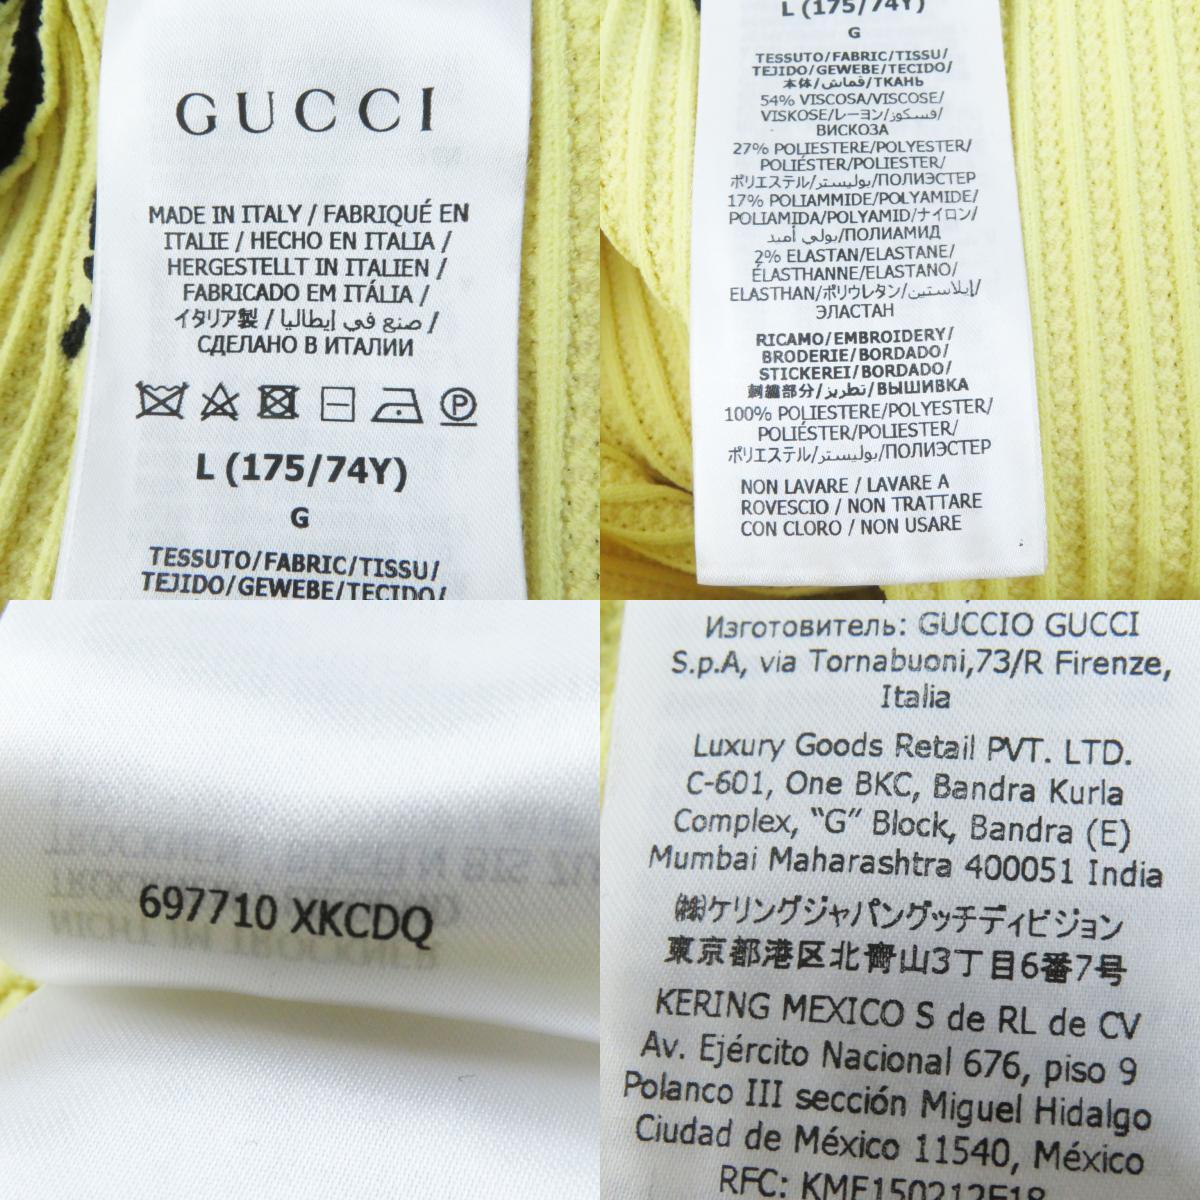 GUCCI
MADE IN ITALY / FABRIQUÉ EN
ITALIE / HECHO EN ITALIA /
HERGESTELLT IN ITALIEN /
FABRICADO EM ITÁLIA /
イタリア製 / صنع في إيطاليا /
СДЕЛАНО В ИТАЛИИ
P
L (175/74Y)
G
TESSUTO/FABRIC/TISSU/
TEJIDO/GEWEBE/TECIDO/
L (175/74Y)
G
TESSUTO/FABRIC/TISSU/
TEJIDO/GEWEBE/TECIDO/
本体/قماش/ТКАНЬ
54% VISCOSA/VISCOSE/
VISKOSE/レーヨン/فسكوز/
ВИСКОЗА
27% POLIESTERE/POLYESTER/
POLIÉSTER/POLIESTER/
ポリエステル/بوليستر/ПОЛИЭСТЕР
17% POLIAMMIDE/POLYAMIDE/
POLIAMIDA/POLYAMID/ナイロン/
بولي أميد/ПОЛИАМИД
2% ELASTAN/ELASTANE/
ÉLASTHANNE/ELASTANO/
ELASTHAN/ポリウレタン/إيلاستين/
ЭЛАСТАН
RICAMO/EMBROIDERY/
BRODERIE/BORDADO/
STICKEREI/BORDADO/
刺繍部分/تطريز/ВЫШИВКА
100% POLIESTERE/POLYESTER/
POLIÉSTER/POLIESTER/
ポリエステル/بوليستر/ПОЛИЭСТЕР
NON LAVARE / LAVARE A
ROVESCIO / NON TRATTARE
CON CLORO / NON USARE
697710 XKCDQ
Изготовитель: GUCCIO GUCCI
S.p.A, via Tornabuoni,73/R Firenze,
Italia
Luxury Goods Retail PVT. LTD.
C-601, One BKC, Bandra Kurla
Complex, "G" Block, Bandra (E)
Mumbai Maharashtra 400051 India
㈱ケリングジャパングッチディビジョン
東京都港区北青山3丁目6番7号
KERING MEXICO S de RL de CV
Av. Ejército Nacional 676, piso 9
Polanco III sección Miguel Hidalgo
Ciudad de México 11540, México
RFC: KME150212E18